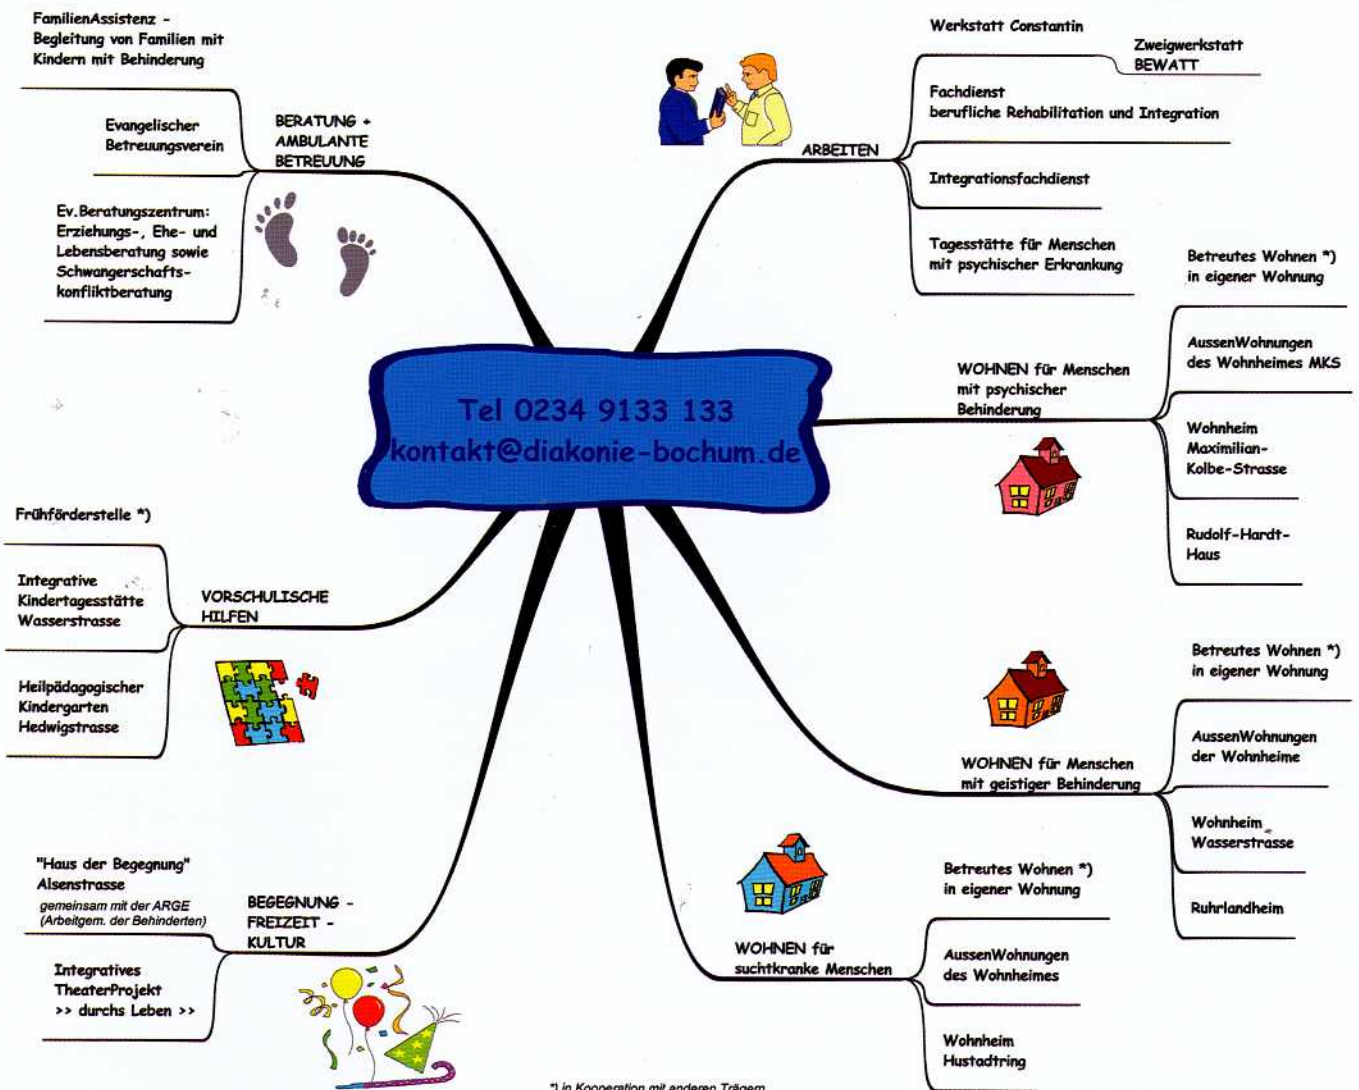 FamilienAssistenz -
Begleitung von Familien mit
Kindern mit Behinderung
Evangelischer
Betreuungsverein
Ev.Beratungszentrum:
Erziehungs-, Ehe- und
Lebensberatung sowie
Schwangerschafts-
konfliktberatung
BERATUNG +
AMBULANTE
BETREUUNG
ARBEITEN
Werkstatt Constantin
Zweigwerkstatt
BEWATT
Fachdienst
berufliche Rehabilitation und Integration
Integrationsfachdienst
Tagesstätte für Menschen
mit psychischer Erkrankung
Tel 0234 9133 133
kontakt@diakonie-bochum.de
WOHNEN für Menschen
mit psychischer
Behinderung
Betreutes Wohnen *)
in eigener Wohnung
AussenWohnungen
des Wohnheimes MKS
Wohnheim
Maximilian-
Kolbe-Strasse
Rudolf-Hardt-
Haus
Frühförderstelle *)
Integrative
Kindertagesstätte
Wasserstrasse
Heilpädagogischer
Kindergarten
Hedwigstrasse
VORSCHULISCHE
HILFEN
WOHNEN für Menschen
mit geistiger Behinderung
Betreutes Wohnen *)
in eigener Wohnung
AussenWohnungen
der Wohnheime
Wohnheim
Wasserstrasse
Ruhrlandheim
"Haus der Begegnung"
Alsenstrasse
gemeinsam mit der ARGE
(Arbeitgem. der Behinderten)
Integratives
TheaterProjekt
>> durchs Leben >>
BEGEGNUNG -
FREIZEIT -
KULTUR
WOHNEN für
suchtkranke Menschen
Betreutes Wohnen *)
in eigener Wohnung
AussenWohnungen
des Wohnheimes
Wohnheim
Hustadtring
*) in Kooperation mit anderen Trägern